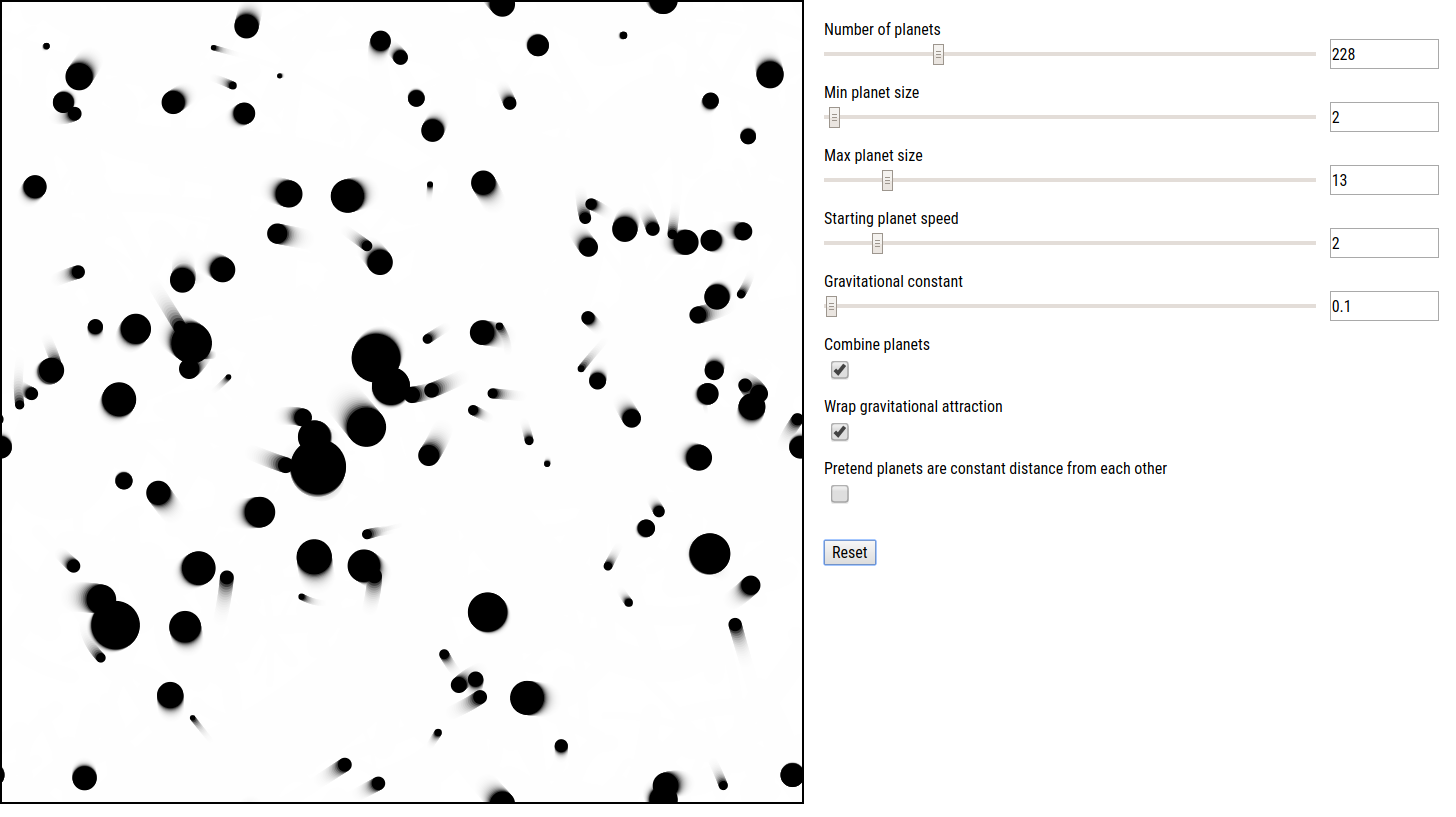 Number of planets
228
Min planet size
2
Max planet size
13
Starting planet speed
2
Gravitational constant
0.1
Combine planets
Wrap gravitational attraction
Pretend planets are constant distance from each other
Reset